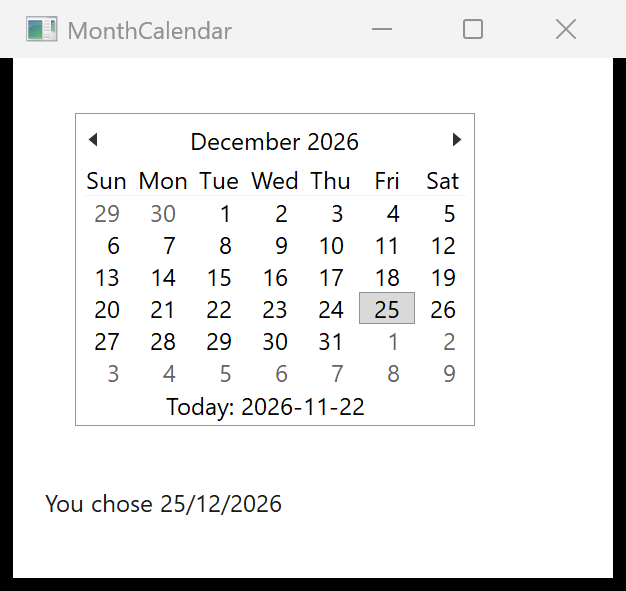 MonthCalendar
December 2026
Sun Mon Tue Wed Thu Fri Sat
29 30 1 2 3 4 5
6 7 8 9 10 11 12
13 14 15 16 17 18 19
20 21 22 23 24 25 26
27 28 29 30 31 1 2
3 4 5 6 7 8 9
Today: 2026-11-22
You chose 25/12/2026